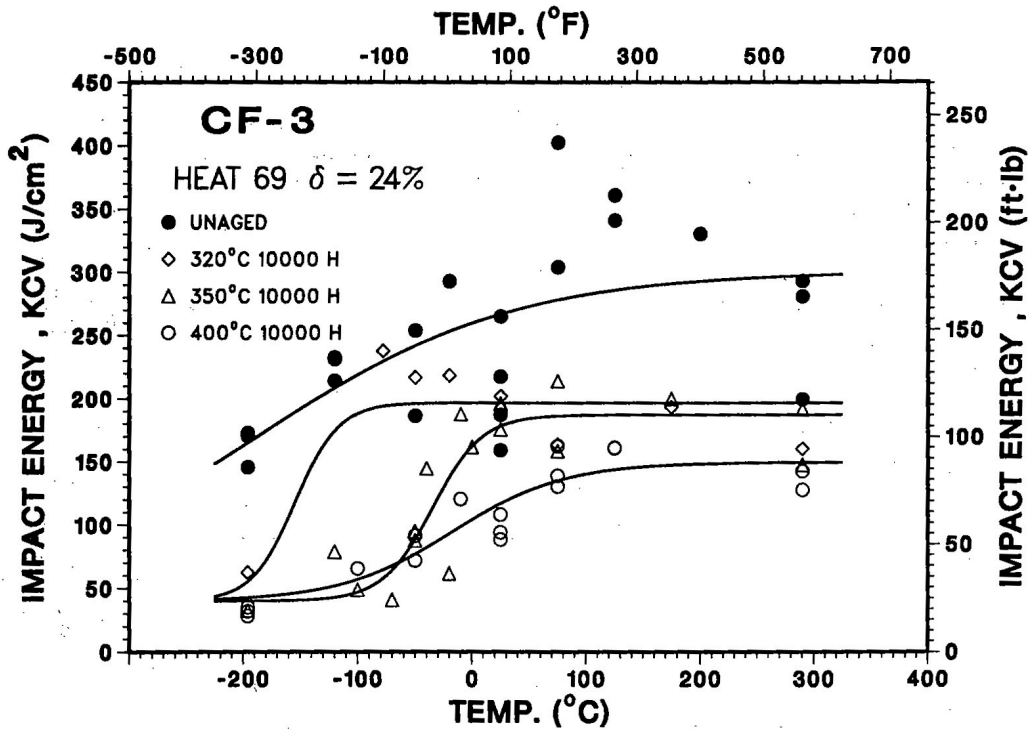 TEMP. (°F)
-500 -300 -100 100 300 500 700
450
400
350
300
250
200
150
100
50
0
IMPACT ENERGY , KCV (J/cm²)
CF-3
HEAT 69 δ = 24%
UNAGED
320°C 10000 H
350°C 10000 H
400°C 10000 H
250
200
150
100
50
0
IMPACT ENERGY , KCV (ft·lb)
-300 -200 -100 0 100 200 300 400
TEMP. (°C)